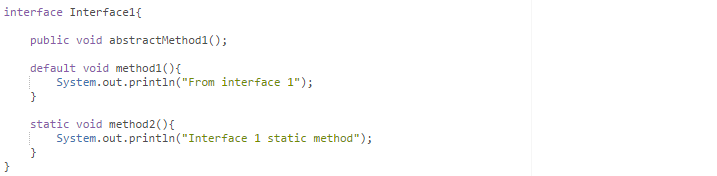 interface Interface1{
public void abstractMethod1();
default void method1(){
System.out.println("From interface 1");
}
static void method2(){
System.out.println("Interface 1 static method");
}
}